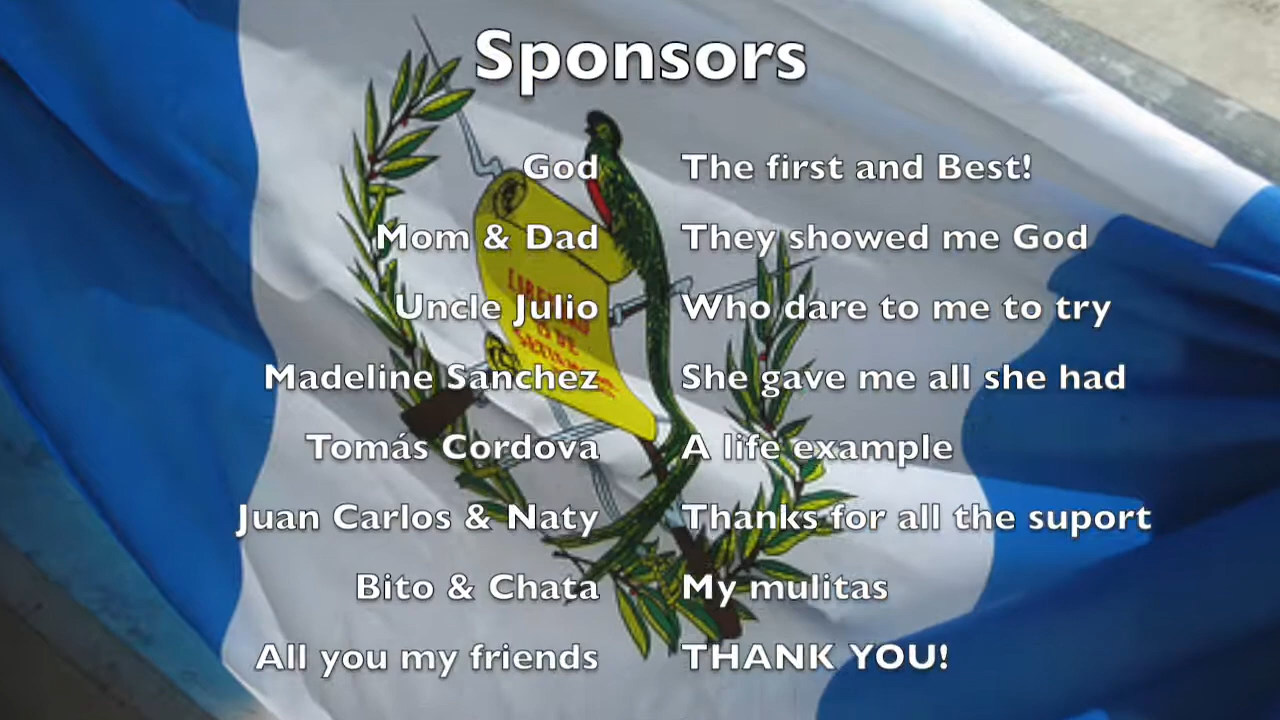 Sponsors
God The first and Best!
Mom & Dad They showed me God
Uncle Julio Who dare to me to try
Madeline Sanchez She gave me all she had
Tomás Cordova A life example
Juan Carlos & Naty Thanks for all the suport
Bito & Chata My mulitas
All you my friends THANK YOU!